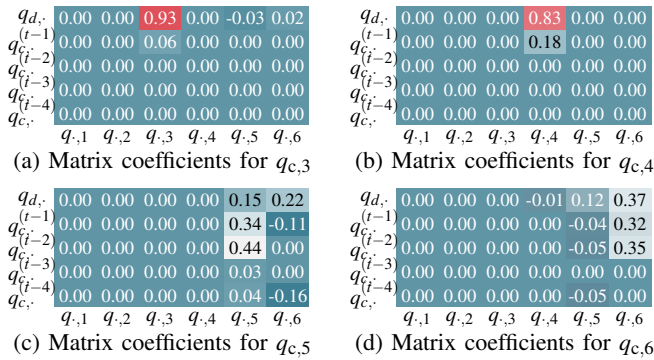 q_{d,·} 0.00 0.00 0.93 0.00 -0.03 0.02
q_{c,·}^{(t−1)} 0.00 0.00 0.06 0.00 0.00 0.00
q_{c,·}^{(t−2)} 0.00 0.00 0.00 0.00 0.00 0.00
q_{c,·}^{(t−3)} 0.00 0.00 0.00 0.00 0.00 0.00
q_{c,·}^{(t−4)} 0.00 0.00 0.00 0.00 0.00 0.00
q_{·,1} q_{·,2} q_{·,3} q_{·,4} q_{·,5} q_{·,6}
(a) Matrix coefficients for q_{c,3}
q_{d,·} 0.00 0.00 0.00 0.83 0.00 0.00
q_{c,·}^{(t−1)} 0.00 0.00 0.00 0.18 0.00 0.00
q_{c,·}^{(t−2)} 0.00 0.00 0.00 0.00 0.00 0.00
q_{c,·}^{(t−3)} 0.00 0.00 0.00 0.00 0.00 0.00
q_{c,·}^{(t−4)} 0.00 0.00 0.00 0.00 0.00 0.00
q_{·,1} q_{·,2} q_{·,3} q_{·,4} q_{·,5} q_{·,6}
(b) Matrix coefficients for q_{c,4}
q_{d,·} 0.00 0.00 0.00 0.00 0.15 0.22
q_{c,·}^{(t−1)} 0.00 0.00 0.00 0.00 0.34 -0.11
q_{c,·}^{(t−2)} 0.00 0.00 0.00 0.00 0.44 0.00
q_{c,·}^{(t−3)} 0.00 0.00 0.00 0.00 0.03 0.00
q_{c,·}^{(t−4)} 0.00 0.00 0.00 0.00 0.04 -0.16
q_{·,1} q_{·,2} q_{·,3} q_{·,4} q_{·,5} q_{·,6}
(c) Matrix coefficients for q_{c,5}
q_{d,·} 0.00 0.00 0.00 -0.01 0.12 0.37
q_{c,·}^{(t−1)} 0.00 0.00 0.00 0.00 -0.04 0.32
q_{c,·}^{(t−2)} 0.00 0.00 0.00 0.00 -0.05 0.35
q_{c,·}^{(t−3)} 0.00 0.00 0.00 0.00 0.00 0.00
q_{c,·}^{(t−4)} 0.00 0.00 0.00 0.00 -0.05 0.00
q_{·,1} q_{·,2} q_{·,3} q_{·,4} q_{·,5} q_{·,6}
(d) Matrix coefficients for q_{c,6}